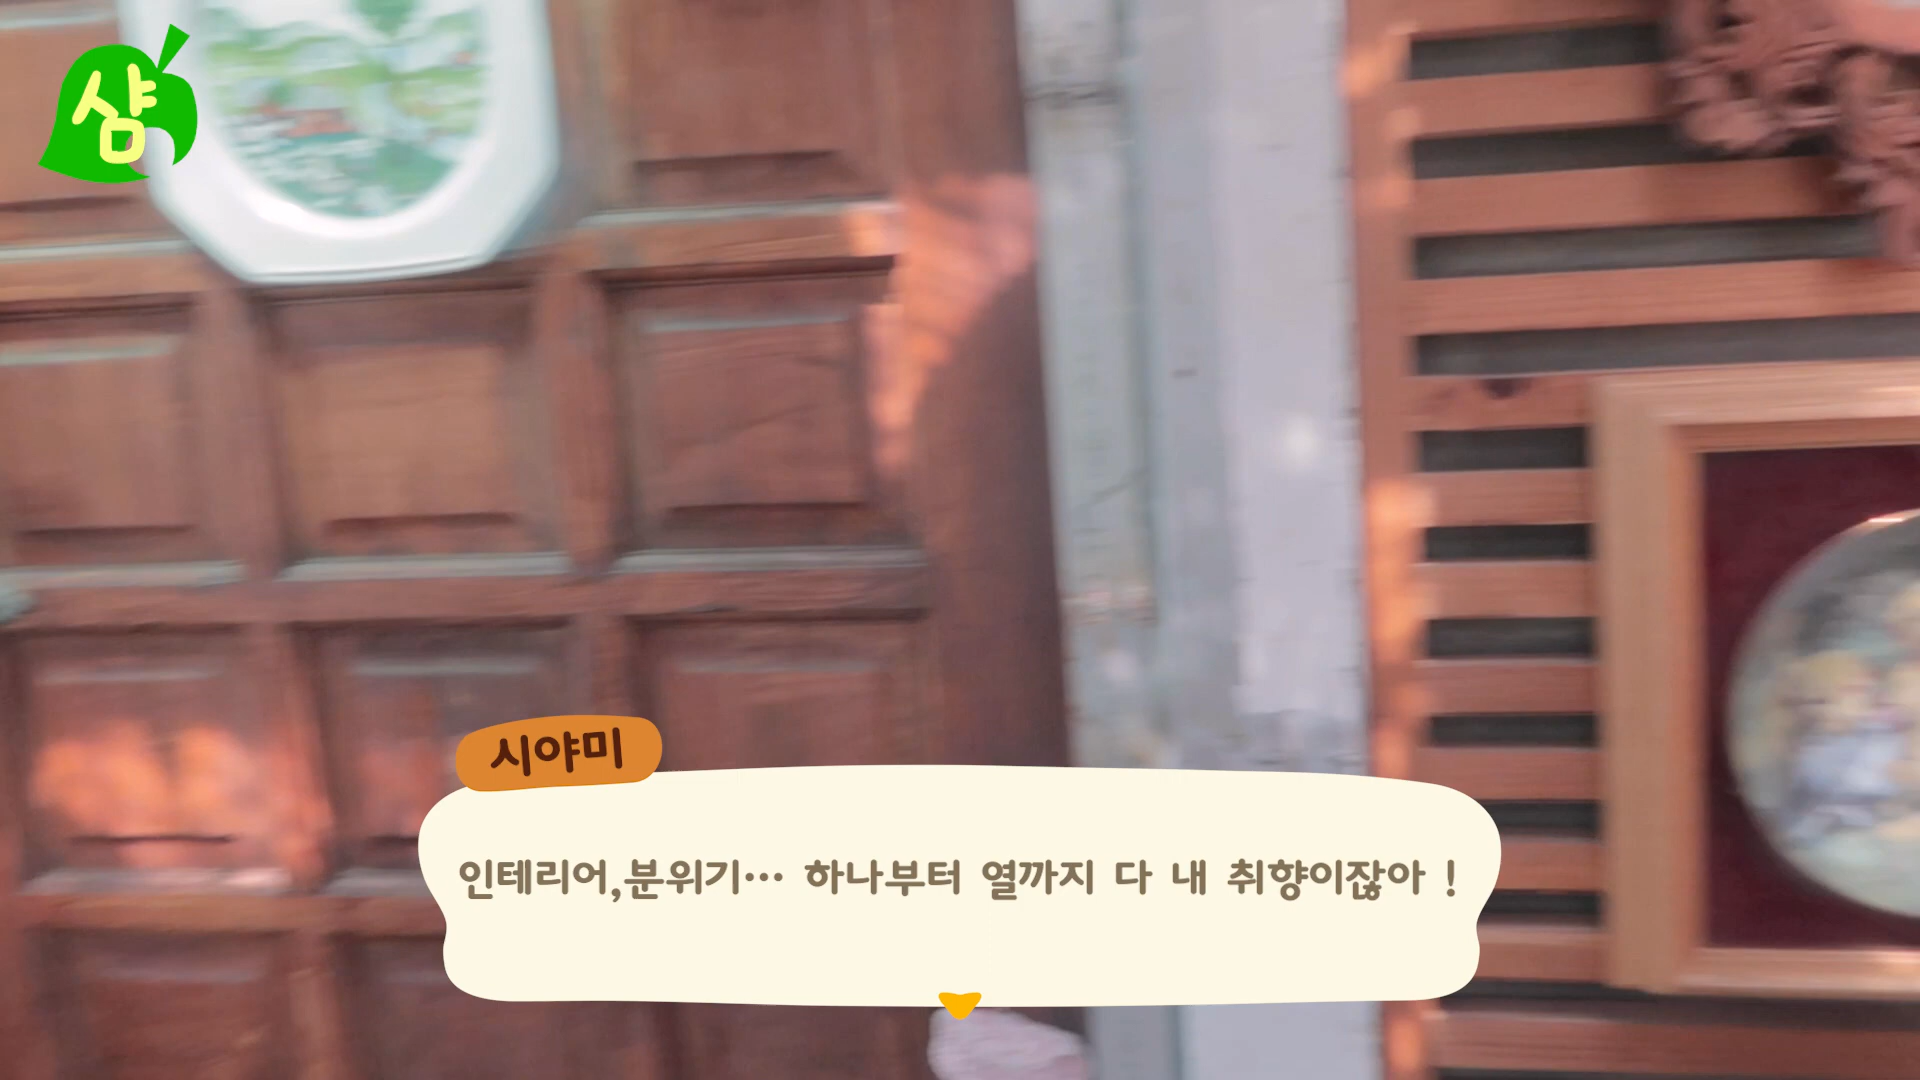 샴
시야미
인테리어,분위기… 하나부터 열까지 다 내 취향이잖아 !